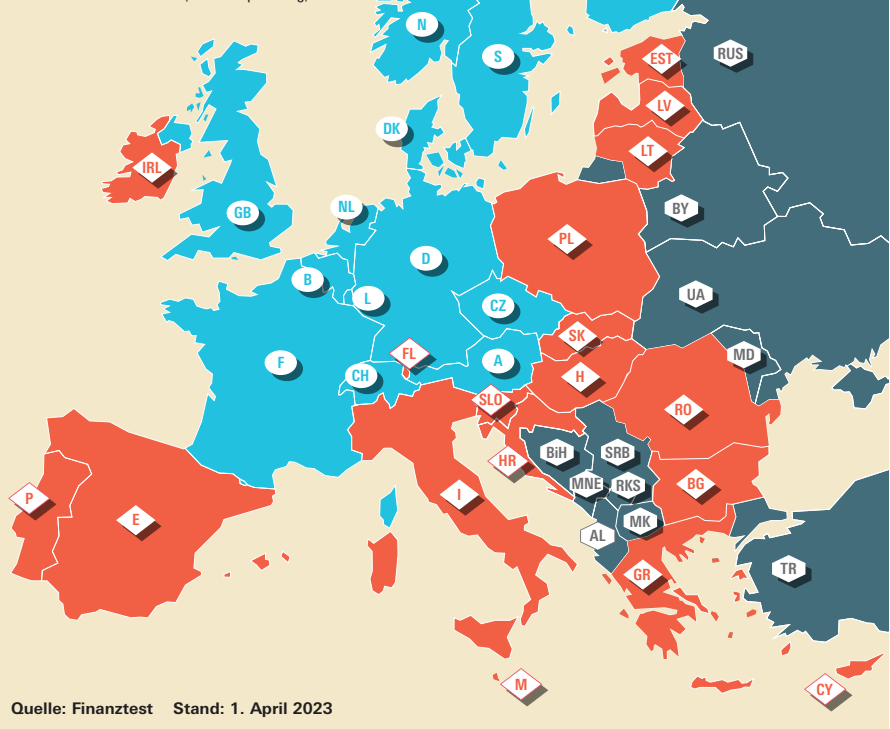 N
S
EST
RUS
LV
DK
LT
IRL
NL
BY
GB
PL
D
B
L
UA
CZ
SK
FL
MD
F
A
CH
H
SLO
RO
BiH
SRB
HR
MNE
RKS
BG
P
I
E
MK
AL
TR
GR
M
CY
Quelle: Finanztest Stand: 1. April 2023